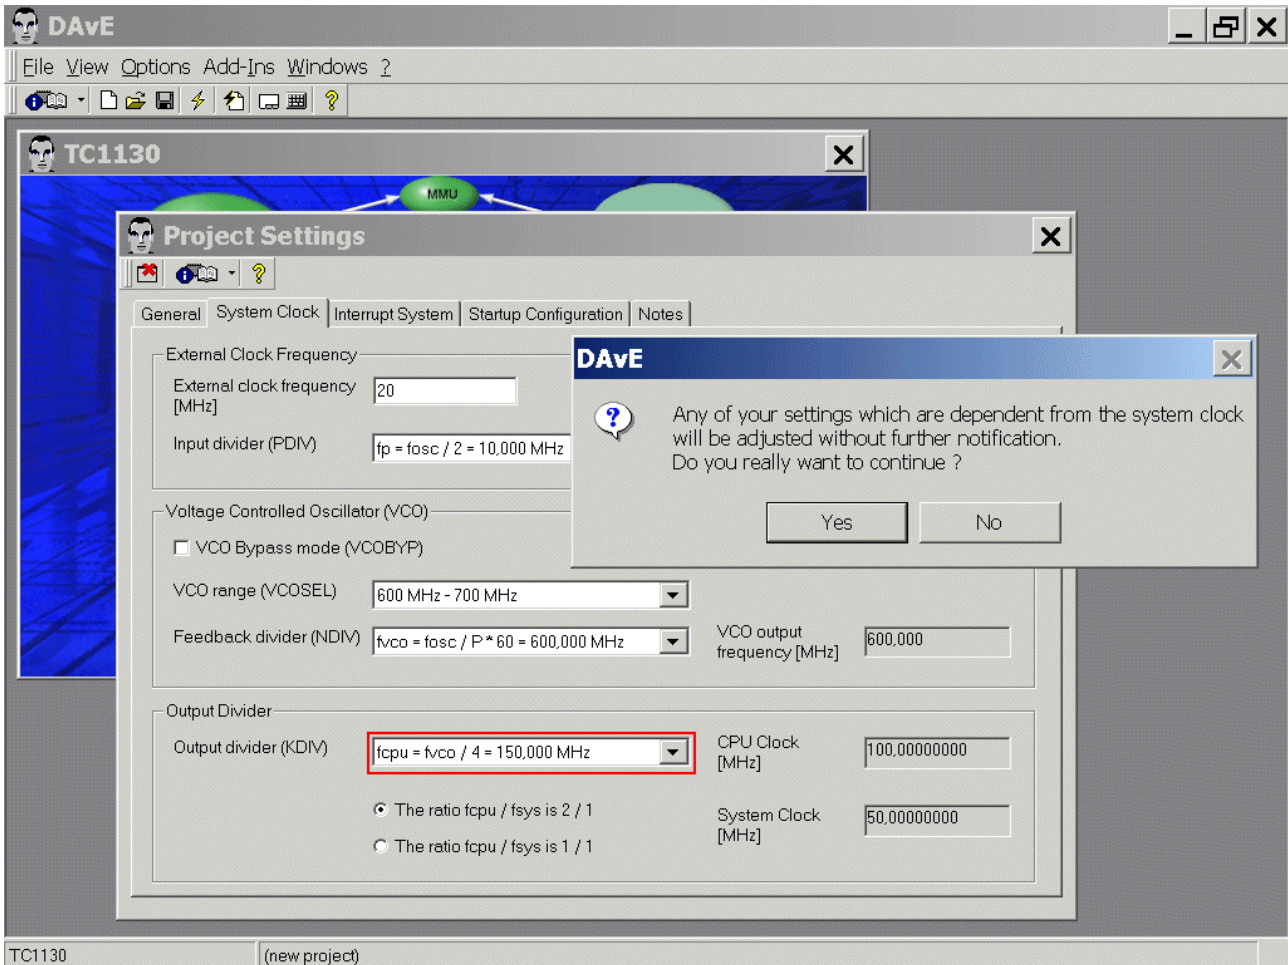 DAvE
File View Options Add-Ins Windows ?
TC1130
MMU
Project Settings
General System Clock Interrupt System Startup Configuration Notes
External Clock Frequency
External clock frequency
[MHz]
20
Input divider (PDIV)
fp = fosc / 2 = 10,000 MHz
DAvE
Any of your settings which are dependent from the system clock
will be adjusted without further notification.
Do you really want to continue ?
Yes No
Voltage Controlled Oscillator (VCO)
VCO Bypass mode (VCOBYP)
VCO range (VCOSEL)
600 MHz - 700 MHz
Feedback divider (NDIV)
fvco = fosc / P * 60 = 600,000 MHz
VCO output
frequency [MHz]
600,000
Output Divider
Output divider (KDIV)
fcpu = fvco / 4 = 150,000 MHz
CPU Clock
[MHz]
100,00000000
The ratio fcpu / fsys is 2 / 1
The ratio fcpu / fsys is 1 / 1
System Clock
[MHz]
50,00000000
TC1130 (new project)